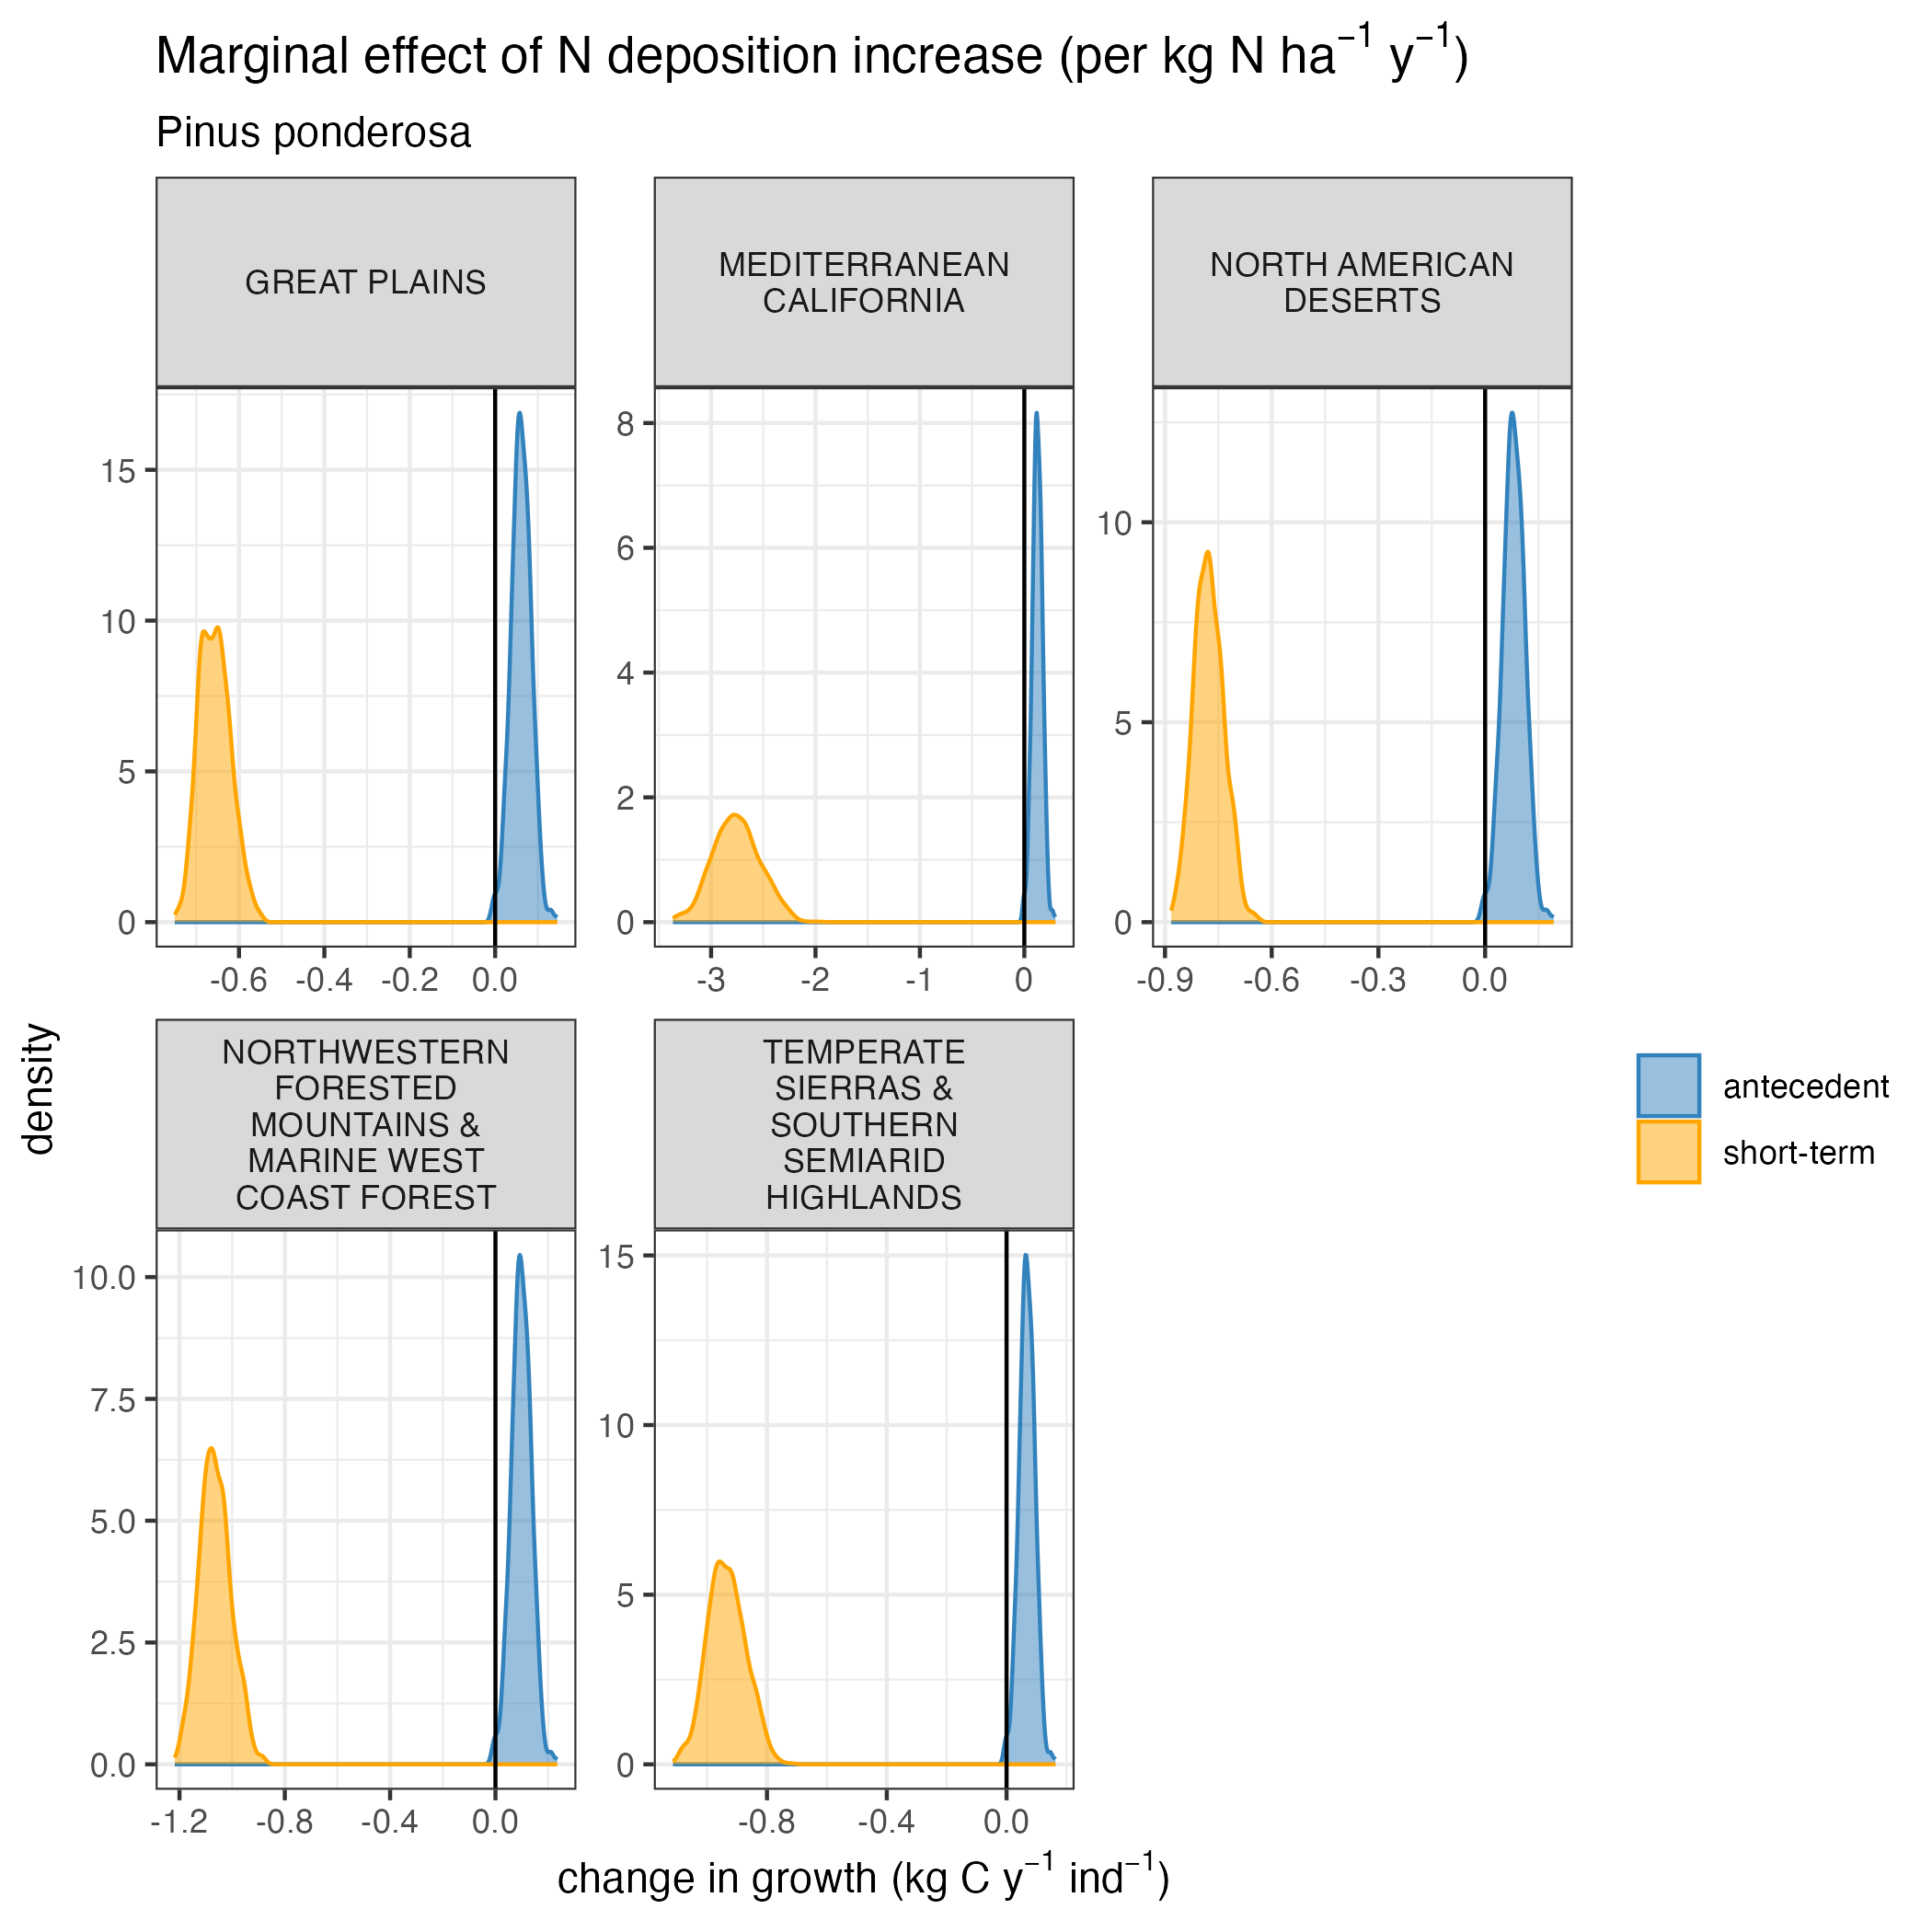 Marginal effect of N deposition increase (per kg N ha⁻¹ y⁻¹)
Pinus ponderosa
GREAT PLAINS
MEDITERRANEAN
CALIFORNIA
NORTH AMERICAN
DESERTS
15
10
5
0
8
6
4
2
0
10
5
0
-0.6 -0.4 -0.2 0.0
-3 -2 -1 0
-0.9 -0.6 -0.3 0.0
NORTHWESTERN
FORESTED
MOUNTAINS &
MARINE WEST
COAST FOREST
TEMPERATE
SIERRAS &
SOUTHERN
SEMIARID
HIGHLANDS
10.0
7.5
5.0
2.5
0.0
15
10
5
0
-1.2 -0.8 -0.4 0.0
-0.8 -0.4 0.0
density
change in growth (kg C y⁻¹ ind⁻¹)
antecedent
short-term